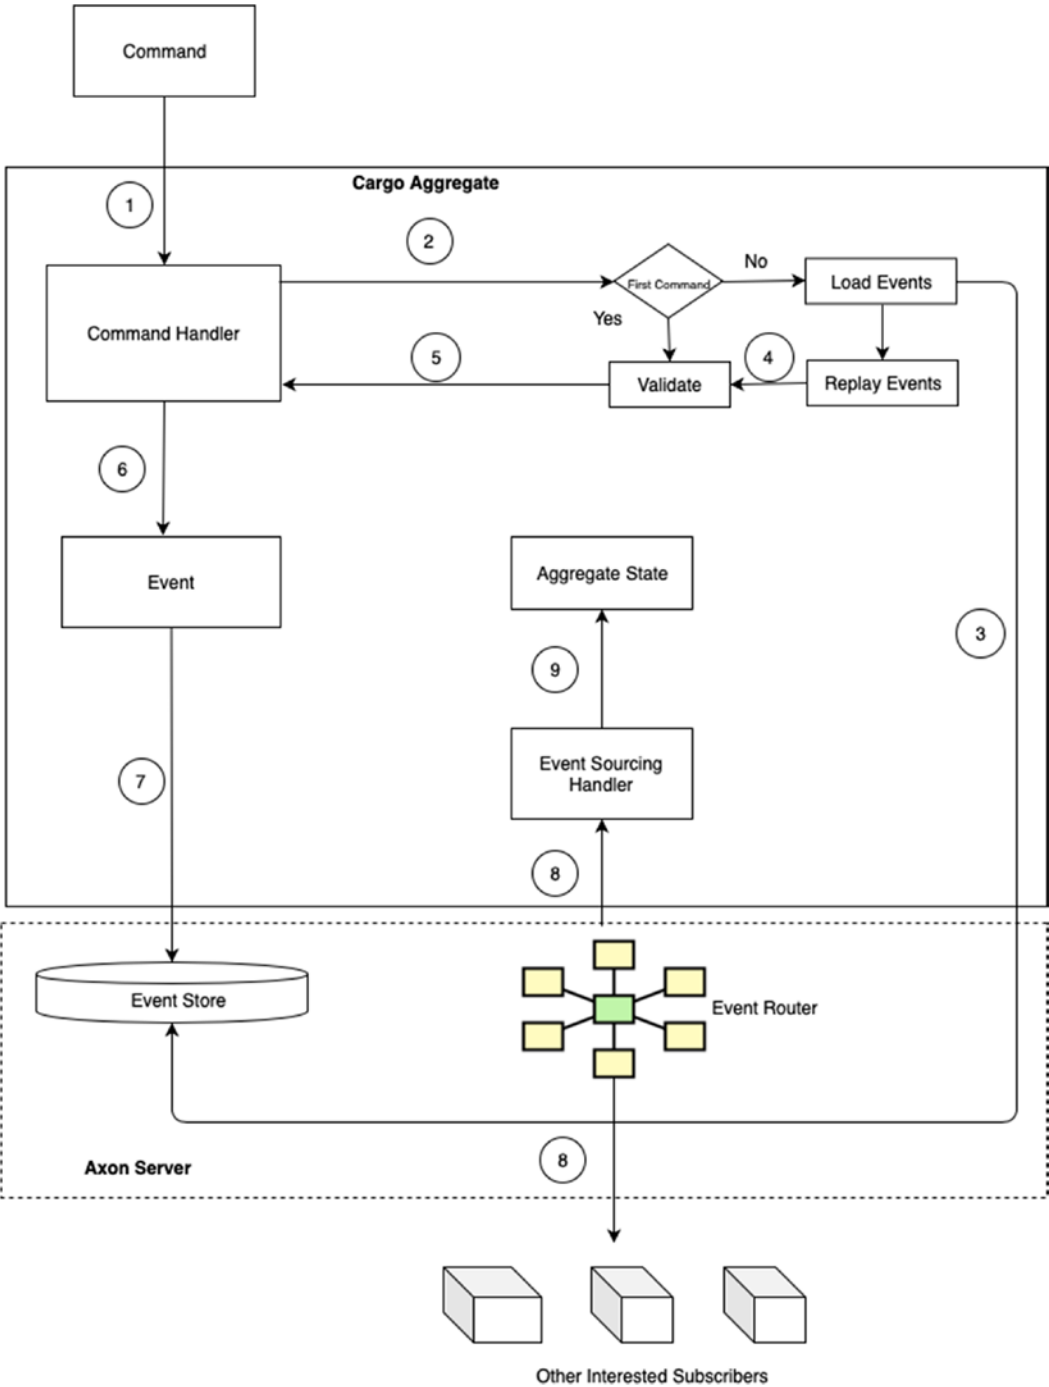 Command
Cargo Aggregate
1
2
Command Handler
First Command
No
Yes
Load Events
5
Validate
4
Replay Events
6
Event
Aggregate State
3
9
7
Event Sourcing
Handler
8
Event Store
Event Router
8
Axon Server
Other Interested Subscribers